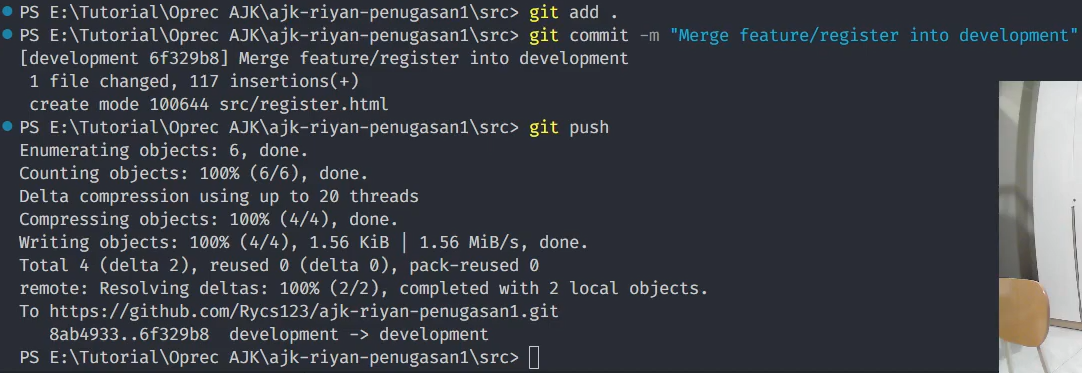 PS E:\Tutorial\Oprec AJK\ajk-riyan-penugasan1\src> git add .
PS E:\Tutorial\Oprec AJK\ajk-riyan-penugasan1\src> git commit -m "Merge feature/register into development"
[development 6f329b8] Merge feature/register into development
 1 file changed, 117 insertions(+)
 create mode 100644 src/register.html
PS E:\Tutorial\Oprec AJK\ajk-riyan-penugasan1\src> git push
Enumerating objects: 6, done.
Counting objects: 100% (6/6), done.
Delta compression using up to 20 threads
Compressing objects: 100% (4/4), done.
Writing objects: 100% (4/4), 1.56 KiB | 1.56 MiB/s, done.
Total 4 (delta 2), reused 0 (delta 0), pack-reused 0
remote: Resolving deltas: 100% (2/2), completed with 2 local objects.
To https://github.com/Rycs123/ajk-riyan-penugasan1.git
   8ab4933..6f329b8  development -> development
PS E:\Tutorial\Oprec AJK\ajk-riyan-penugasan1\src>